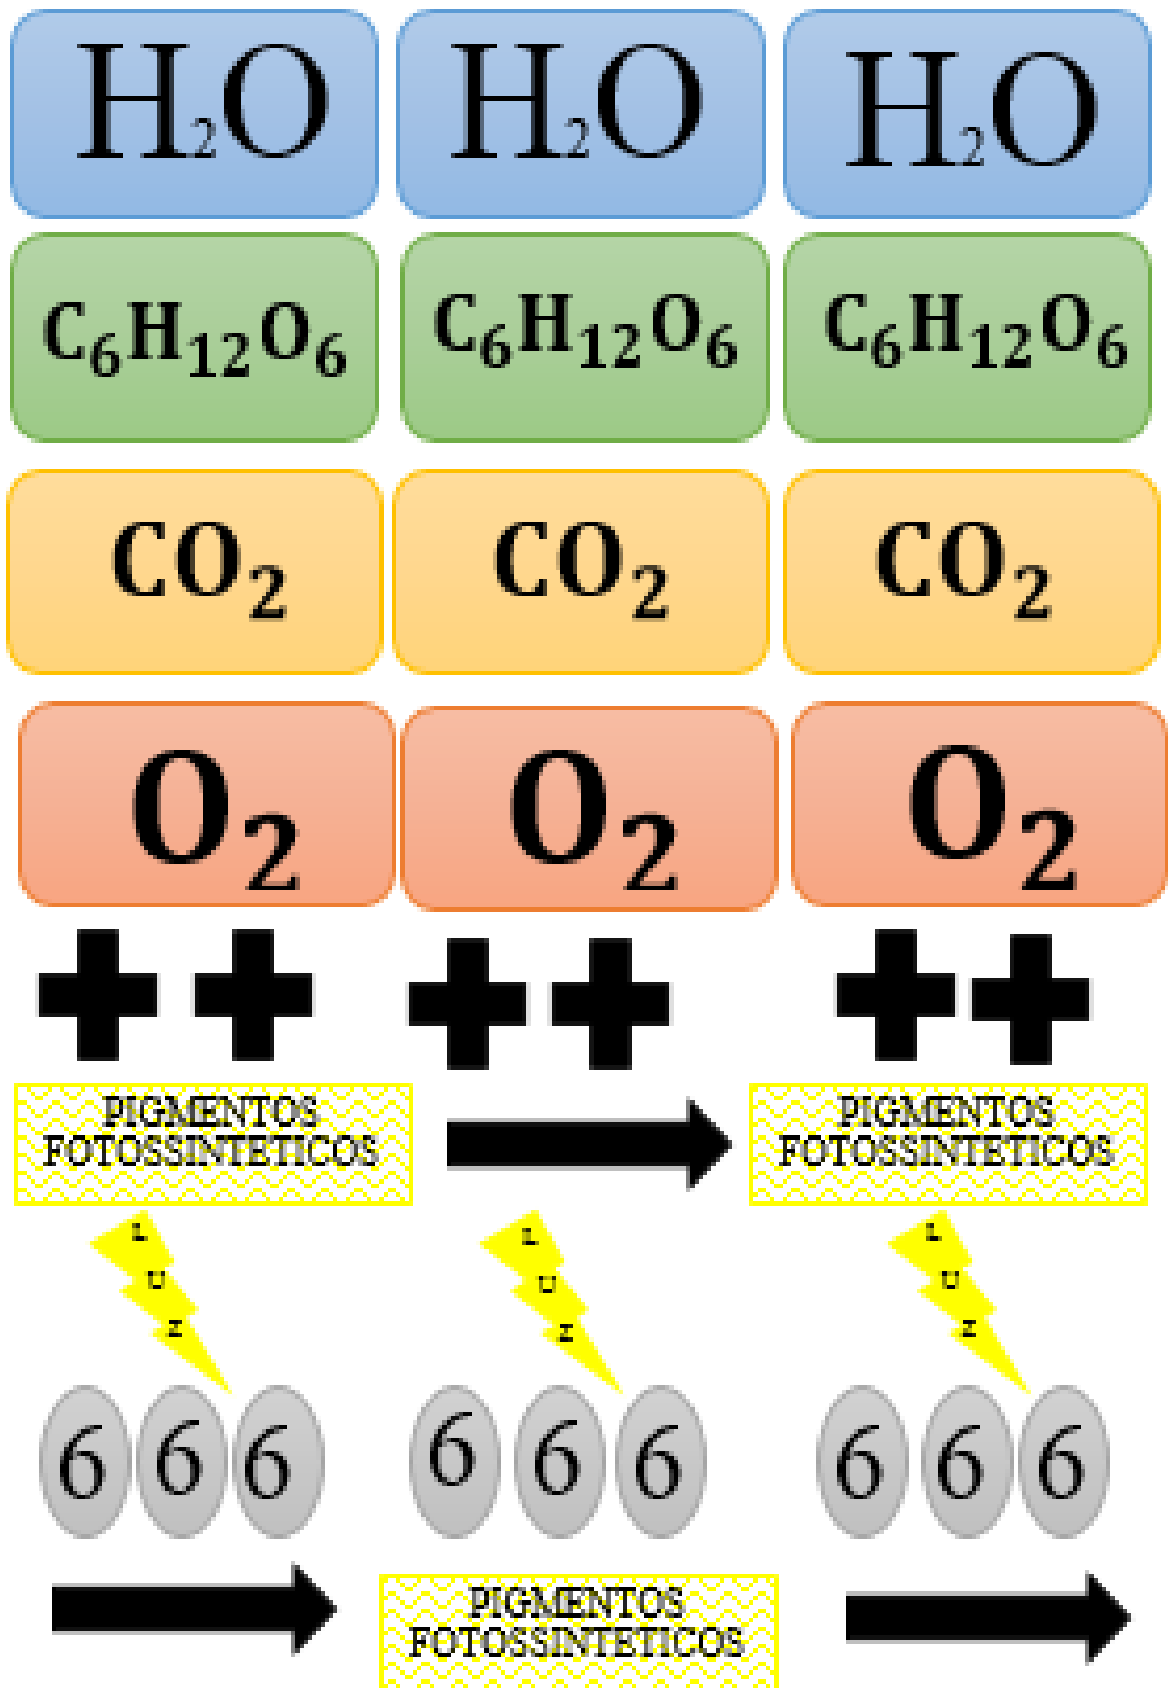 H₂O H₂O H₂O
C₆H₁₂O₆ C₆H₁₂O₆ C₆H₁₂O₆
CO₂ CO₂ CO₂
O₂ O₂ O₂
+ + + + + +
PIGMENTOS
FOTOSSINTETICOS
PIGMENTOS
FOTOSSINTETICOS
LUZ LUZ LUZ
6 6 6 6 6 6 6 6 6
PIGMENTOS
FOTOSSINTETICOS